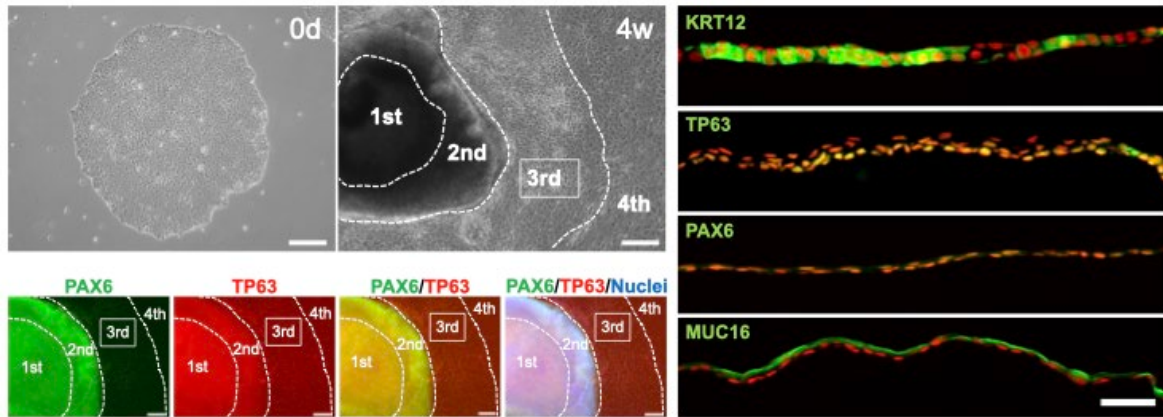 0d
4w
1st
2nd
3rd
4th
PAX6
TP63
PAX6/TP63
PAX6/TP63/Nuclei
1st
2nd
3rd
4th
1st
2nd
3rd
4th
1st
2nd
3rd
4th
1st
2nd
3rd
4th
KRT12
TP63
PAX6
MUC16